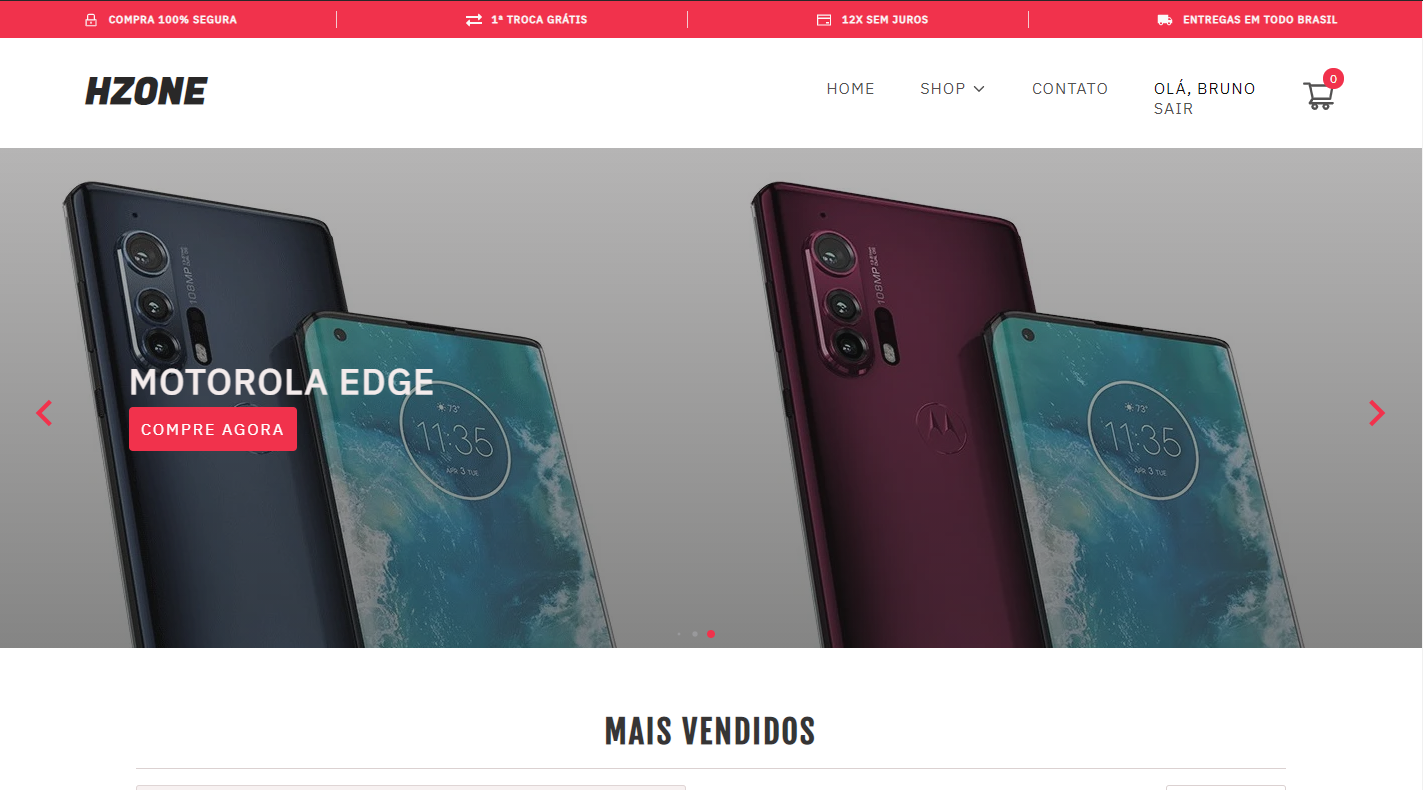 COMPRA 100% SEGURA
1ª TROCA GRÁTIS
12X SEM JUROS
ENTREGAS EM TODO BRASIL
HZONE
HOME
SHOP
CONTATO
OLÁ, BRUNO
SAIR
0
108MP
108MP
MOTOROLA EDGE
COMPRE AGORA
73°
11:35
APR 3 TUE
73°
11:35
APR 3 TUE
MAIS VENDIDOS